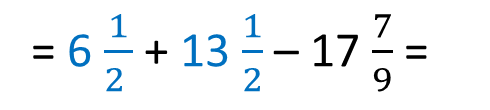 = 6 1/2 + 13 1/2 − 17 7/9 =